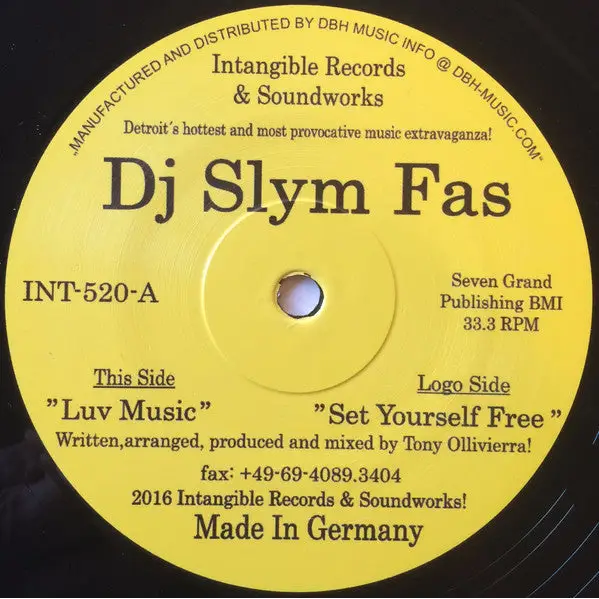 „MANUFACTURED AND DISTRIBUTED BY DBH MUSIC INFO @ DBH-MUSIC.COM“
Intangible Records
& Soundworks
Detroit´s hottest and most provocative music extravaganza!
Dj Slym Fas
INT-520-A
Seven Grand
Publishing BMI
33.3 RPM
This Side
”Luv Music”
Logo Side
”Set Yourself Free”
Written,arranged, produced and mixed by Tony Ollivierra!
fax: +49-69-4089.3404
2016 Intangible Records & Soundworks!
Made In Germany